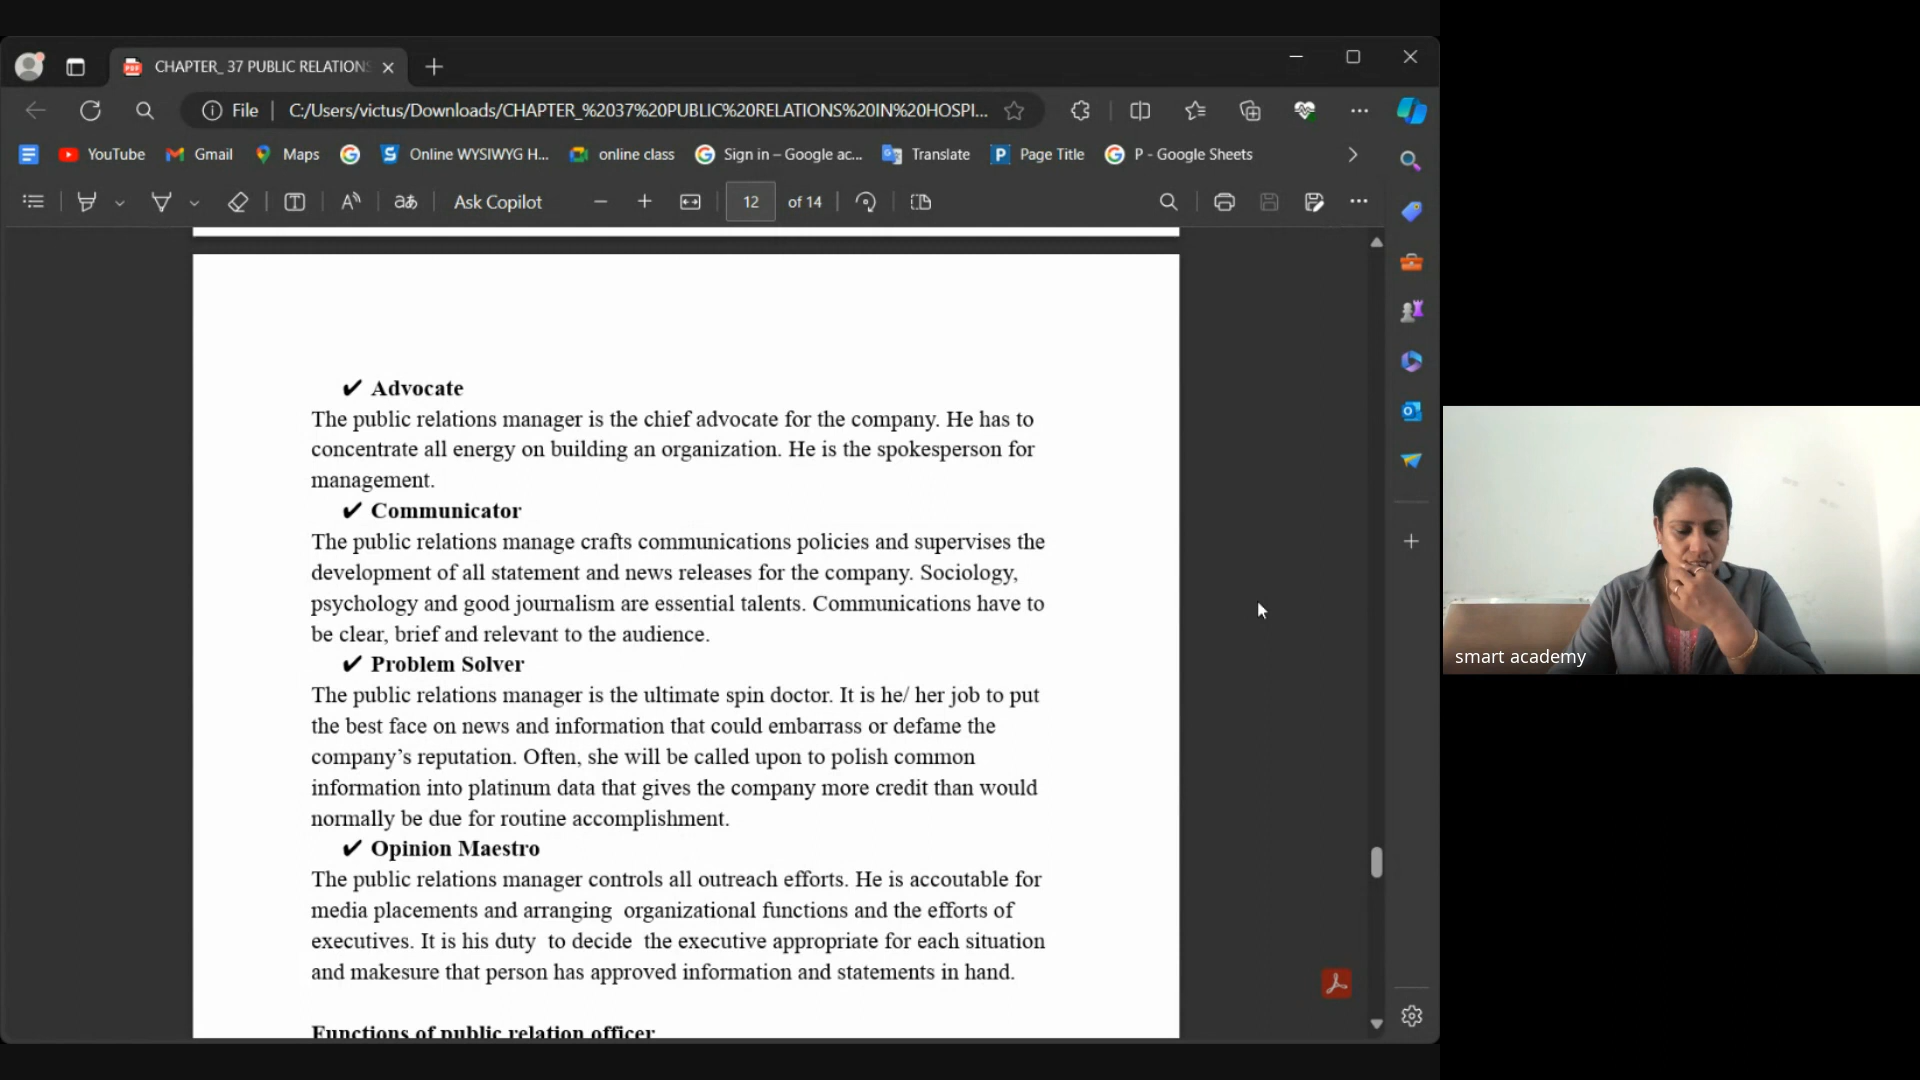 CHAPTER_ 37 PUBLIC RELATIONS
File
C:/Users/victus/Downloads/CHAPTER_%2037%20PUBLIC%20RELATIONS%20IN%20HOSPI...
YouTube
Gmail
Maps
Online WYSIWYG H...
online class
Sign in – Google ac...
Translate
Page Title
P - Google Sheets
Ask Copilot
12 of 14
✔ Advocate
The public relations manager is the chief advocate for the company. He has to
concentrate all energy on building an organization. He is the spokesperson for
management.
✔ Communicator
The public relations manage crafts communications policies and supervises the
development of all statement and news releases for the company. Sociology,
psychology and good journalism are essential talents. Communications have to
be clear, brief and relevant to the audience.
✔ Problem Solver
The public relations manager is the ultimate spin doctor. It is he/ her job to put
the best face on news and information that could embarrass or defame the
company’s reputation. Often, she will be called upon to polish common
information into platinum data that gives the company more credit than would
normally be due for routine accomplishment.
✔ Opinion Maestro
The public relations manager controls all outreach efforts. He is accoutable for
media placements and arranging  organizational functions and the efforts of
executives. It is his duty  to decide  the executive appropriate for each situation
and makesure that person has approved information and statements in hand.
Functions of public relation officer
smart academy